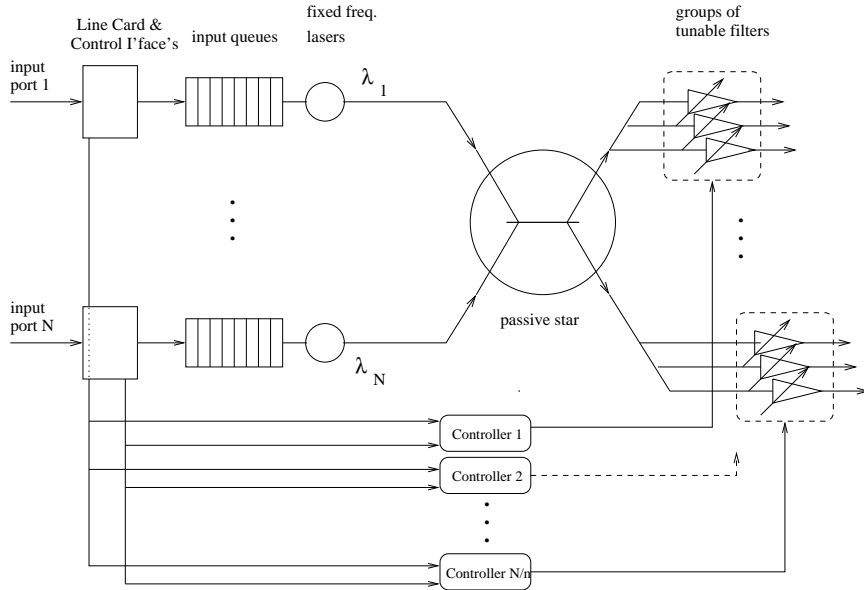 Line Card &
Control I'face's
input queues
fixed freq.
lasers
groups of
tunable filters
input
port 1
λ 1
input
port N
λ N
passive star
Controller 1
Controller 2
Controller N/n